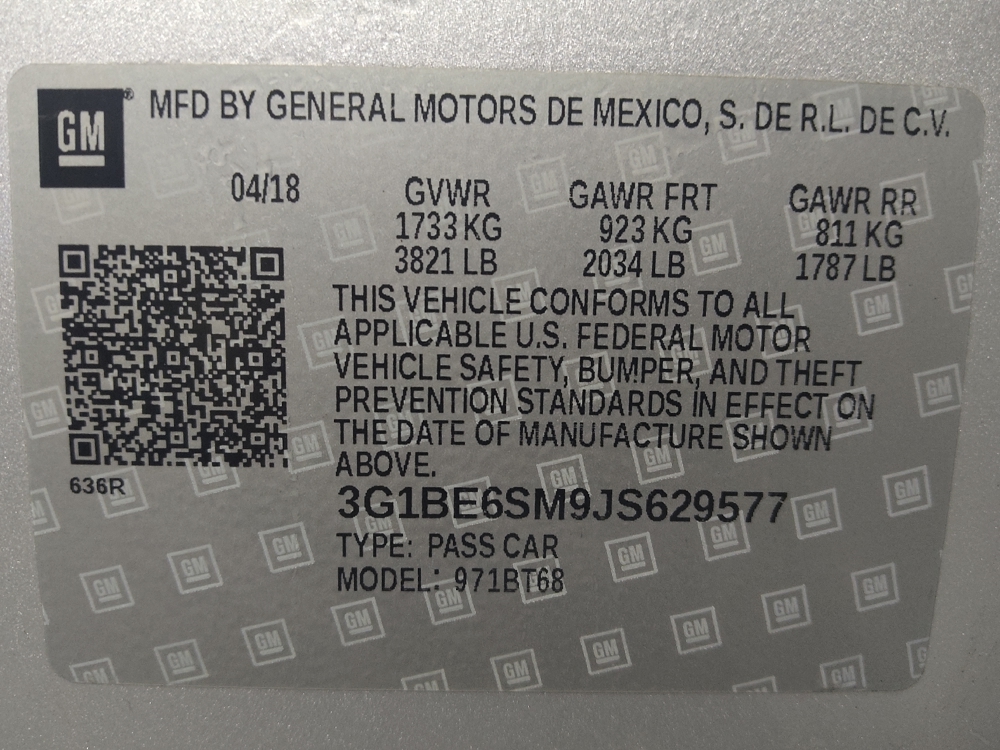 GM® MFD BY GENERAL MOTORS DE MEXICO, S. DE R.L. DE C.V.
04/18 GVWR GAWR FRT GAWR RR
1733 KG 923 KG 811 KG
3821 LB 2034 LB 1787 LB
THIS VEHICLE CONFORMS TO ALL
APPLICABLE U.S. FEDERAL MOTOR
VEHICLE SAFETY, BUMPER, AND THEFT
PREVENTION STANDARDS IN EFFECT ON
THE DATE OF MANUFACTURE SHOWN
ABOVE.
636R
3G1BE6SM9JS629577
TYPE: PASS CAR
MODEL: 971BT68